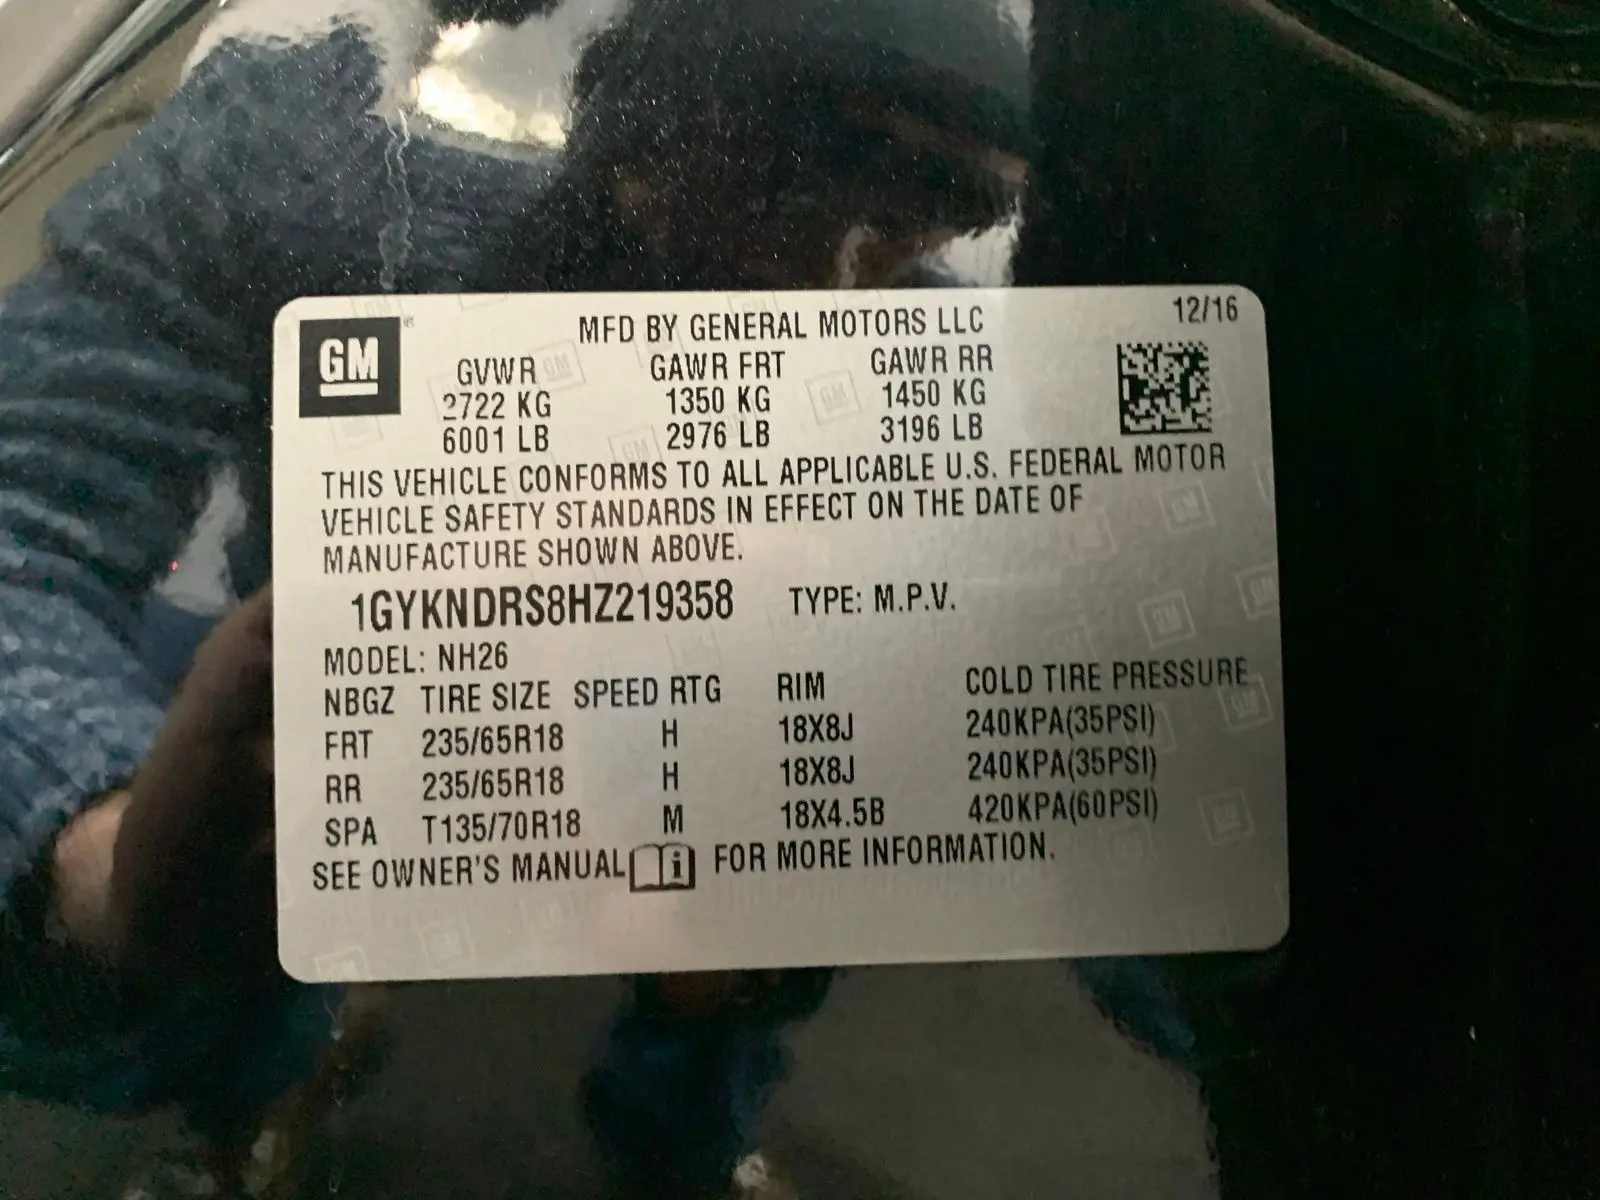 12/16
MFD BY GENERAL MOTORS LLC
GM
GVWR GAWR FRT GAWR RR
2722 KG 1350 KG 1450 KG
6001 LB 2976 LB 3196 LB
THIS VEHICLE CONFORMS TO ALL APPLICABLE U.S. FEDERAL MOTOR
VEHICLE SAFETY STANDARDS IN EFFECT ON THE DATE OF
MANUFACTURE SHOWN ABOVE.
1GYKNDRS8HZ219358 TYPE: M.P.V.
MODEL: NH26
NBGZ TIRE SIZE SPEED RTG RIM COLD TIRE PRESSURE
FRT 235/65R18 H 18X8J 240KPA(35PSI)
RR 235/65R18 H 18X8J 240KPA(35PSI)
SPA T135/70R18 M 18X4.5B 420KPA(60PSI)
SEE OWNER'S MANUAL i FOR MORE INFORMATION.